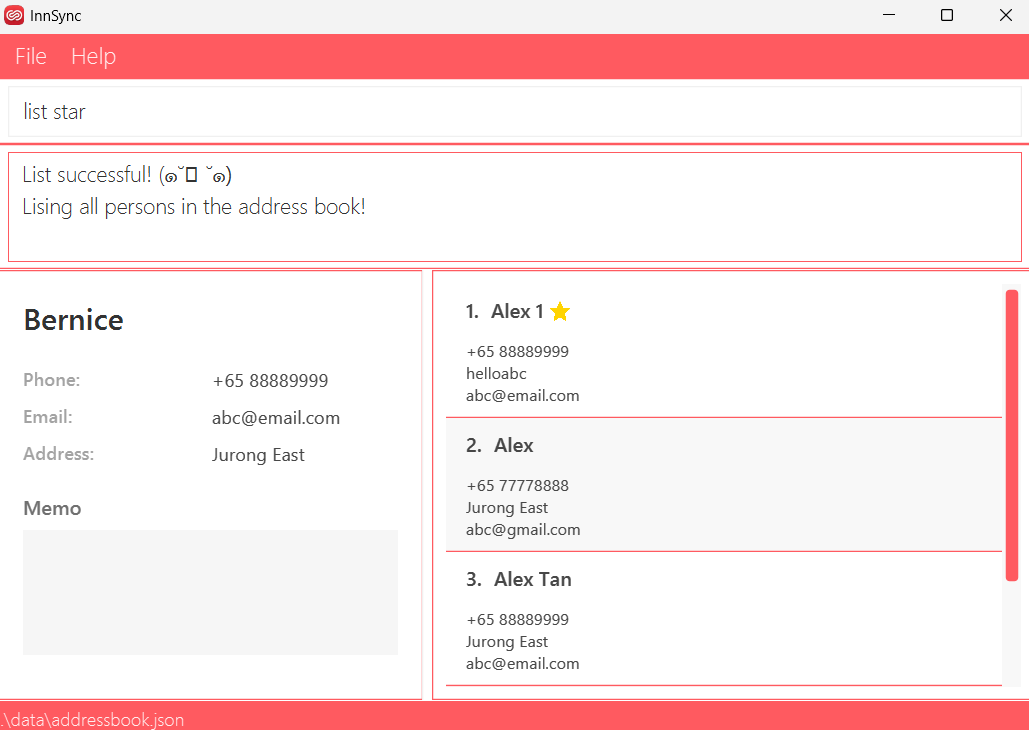 InnSync
File Help
list star
List successful! (๑˘▯ ˘๑)
Lising all persons in the address book!
Bernice
Phone: +65 88889999
Email: abc@email.com
Address: Jurong East
Memo
1. Alex 1 ⭐
+65 88889999
helloabc
abc@email.com
2. Alex
+65 77778888
Jurong East
abc@gmail.com
3. Alex Tan
+65 88889999
Jurong East
abc@email.com
.\data\addressbook.json